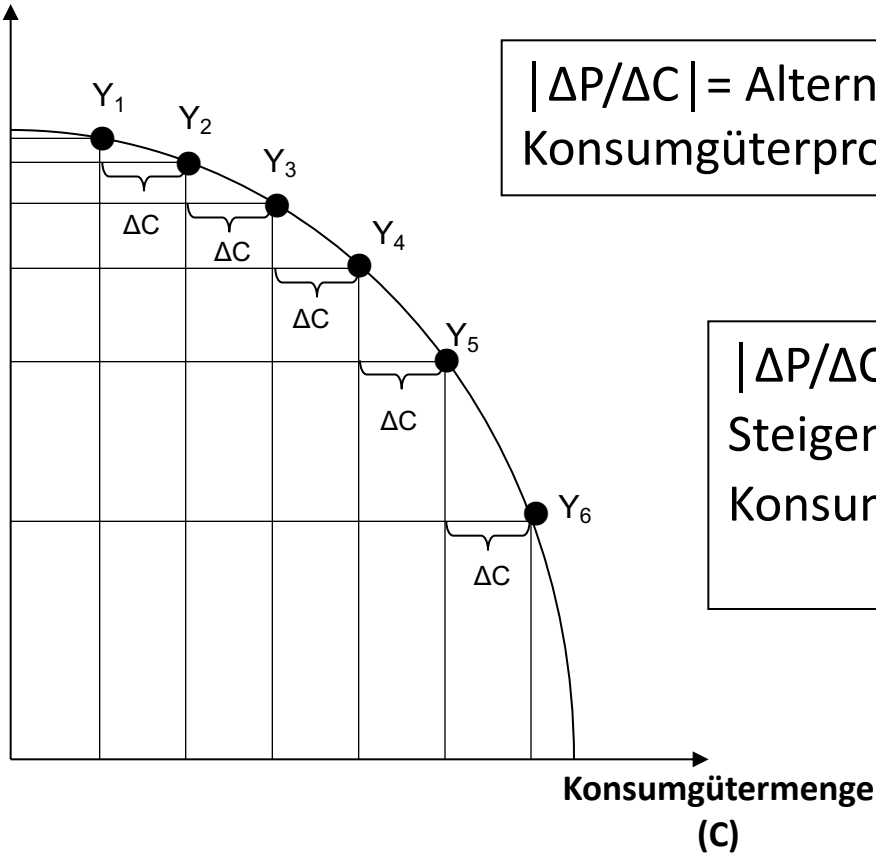 |ΔP/ΔC| = Altern
Konsumgüterpro
Y1
Y2
Y3
Y4
Y5
Y6
ΔC
ΔC
ΔC
ΔC
ΔC
|ΔP/ΔC
Steiger
Konsur
Konsumgütermenge
(C)